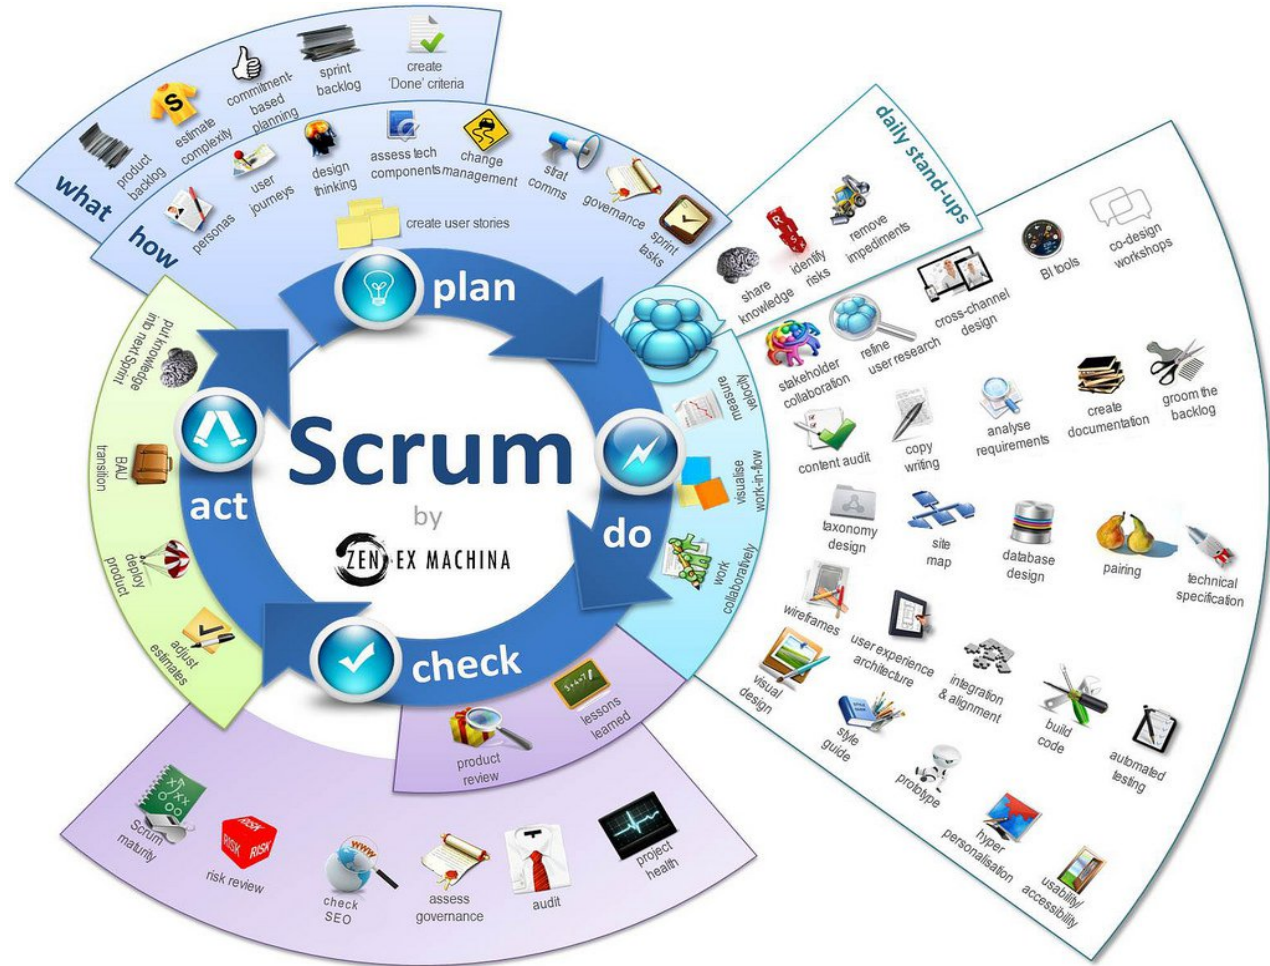 what
product
backlog
estimate
complexity
S
commitment-
based
planning
sprint
backlog
create
'Done' criteria
how
personas
user
journeys
design
thinking
assess tech
components
change
management
strat
comms
governance
sprint
tasks
create user stories
plan
daily stand-ups
share
knowledge
RISK
identify
risks
remove
impediments
stakeholder
collaboration
refine
user research
cross-channel
design
BI tools
co-design
workshops
content audit
copy
writing
analyse
requirements
create
documentation
groom the
backlog
taxonomy
design
site
map
database
design
pairing
technical
specification
wireframes
user experience
architecture
integration
& alignment
build
code
automated
testing
visual
design
style
guide
prototype
hyper
personalisation
usability/
accessibility
measure
velocity
visualise
work-in-flow
work
collaboratively
do
Scrum
by
ZEN EX MACHINA
check
lessons
learned
product
review
Scrum
maturity
RISK
RISK
RISK
risk review
www
check
SEO
assess
governance
audit
project
health
act
put knowledge
into next Sprint
BAU
transition
deploy
product
adjust
estimates